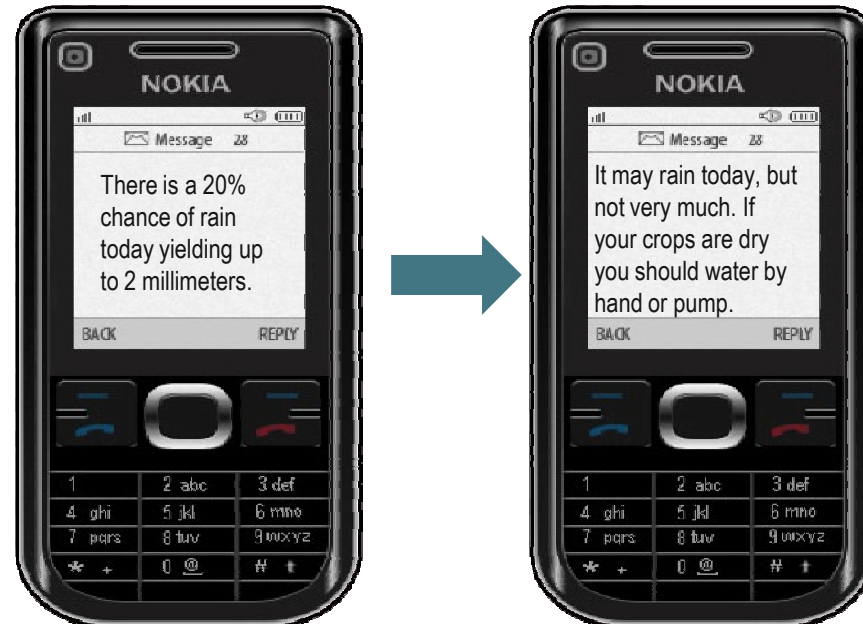 NOKIA
Message 28
There is a 20%
chance of rain
today yielding up
to 2 millimeters.
BACK REPLY
1 2 abc 3 def
4 ghi 5 jkl 6 mno
7 pqrs 8 tuv 9 wxyz
* + 0 @ #
NOKIA
Message 28
It may rain today, but
not very much. If
your crops are dry
you should water by
hand or pump.
BACK REPLY
1 2 abc 3 def
4 ghi 5 jkl 6 mno
7 pqrs 8 tuv 9 wxyz
* + 0 @ #